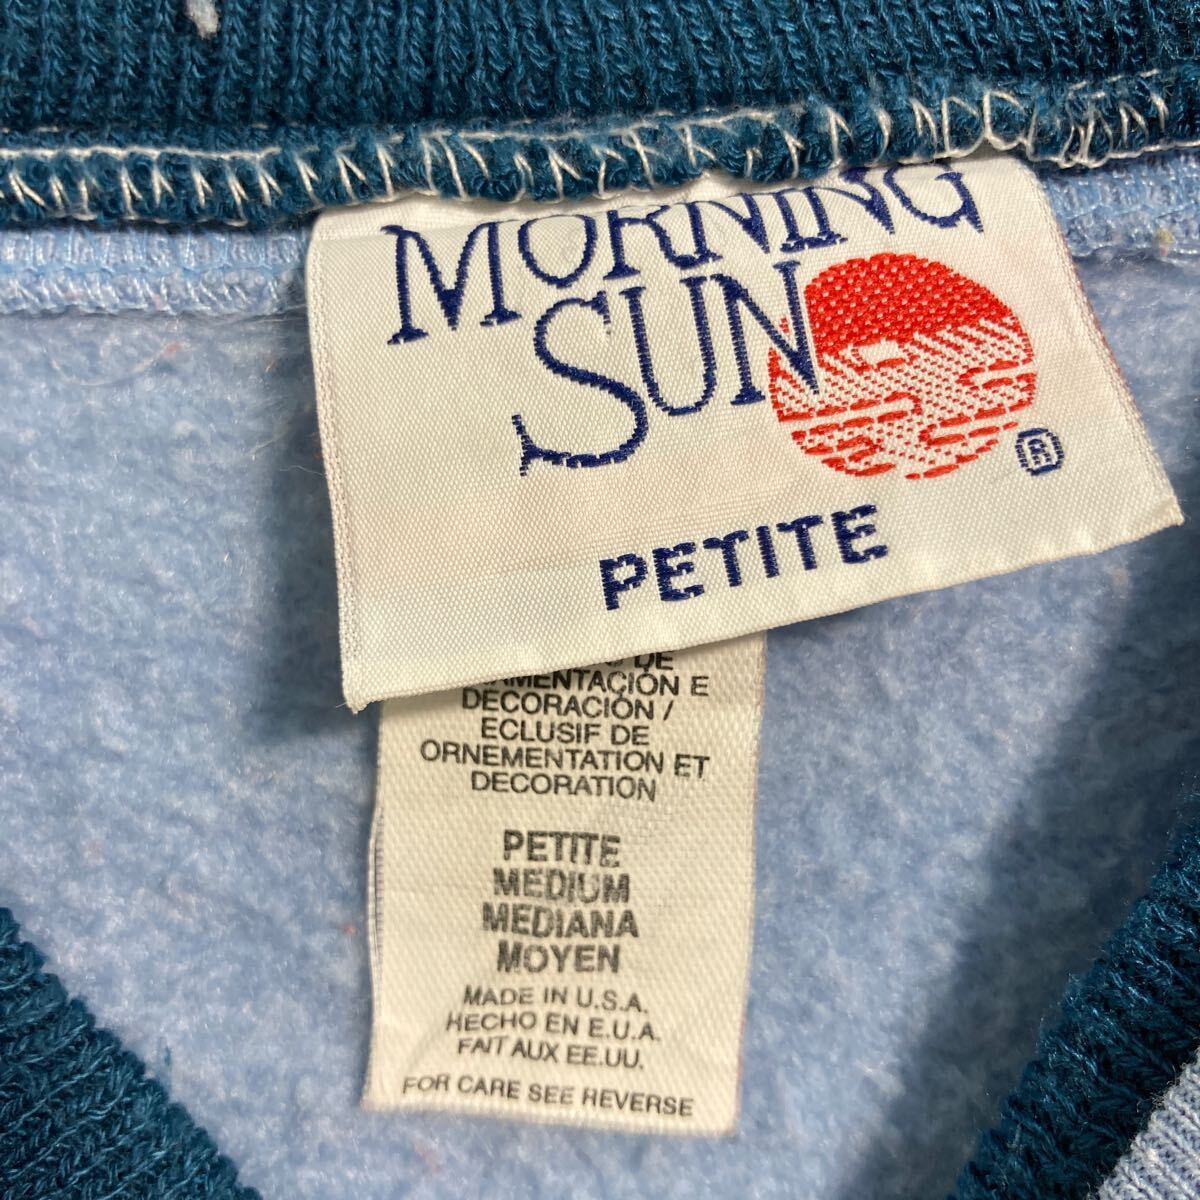 MORNING
SUN
®
PETITE
DE
E
DECORACIÓN /
ECLUSIF DE
ORNEMENTATION ET
DECORATION
PETITE
MEDIUM
MEDIANA
MOYEN
MADE IN U.S.A.
HECHO EN E.U.A.
FAIT AUX EE.UU.
FOR CARE SEE REVERSE